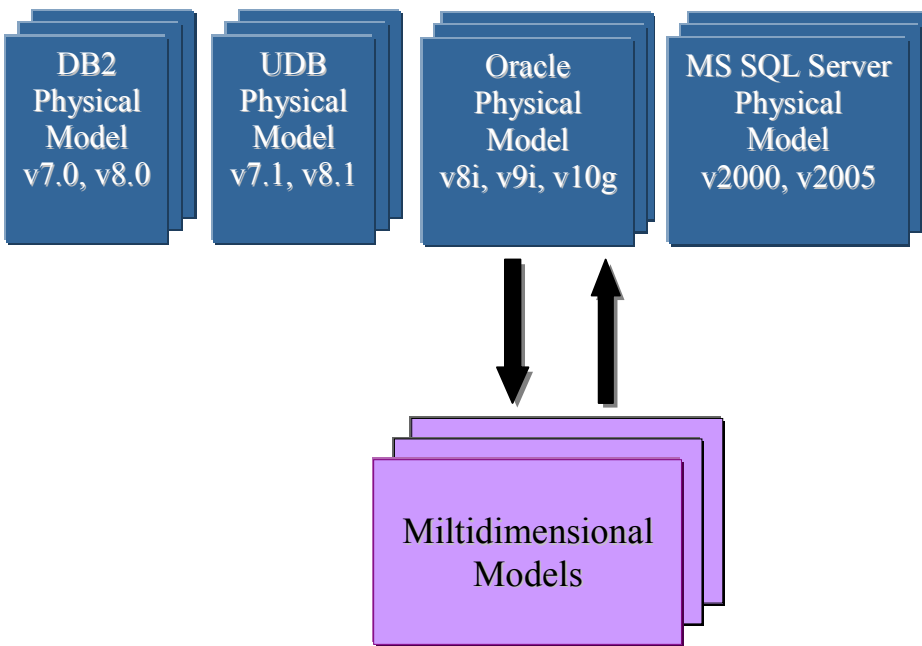 DB2
Physical
Model
v7.0, v8.0
UDB
Physical
Model
v7.1, v8.1
Oracle
Physical
Model
v8i, v9i, v10g
MS SQL Server
Physical
Model
v2000, v2005
Miltidimensional
Models